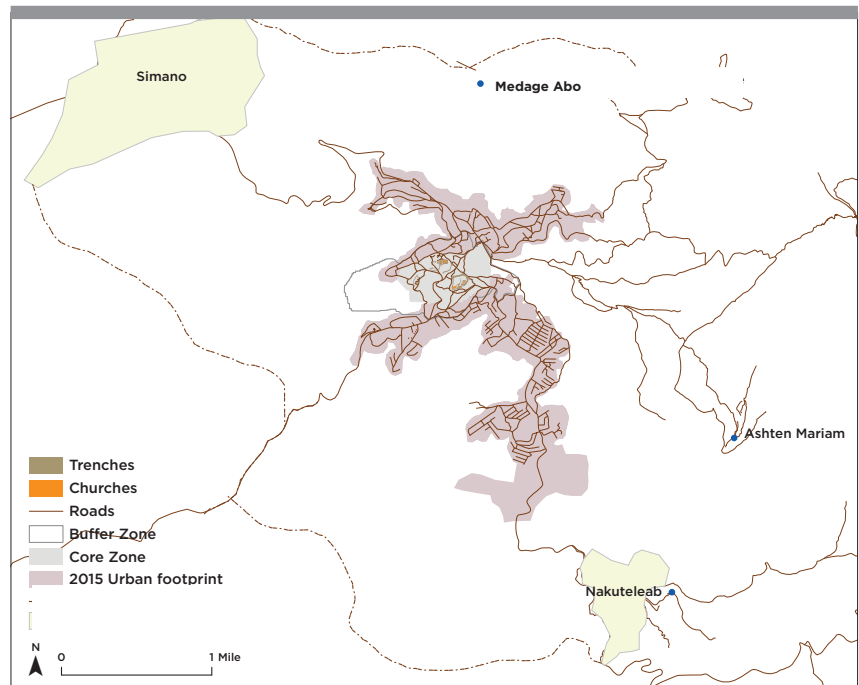 Simano
Medage Abo
Ashten Mariam
Trenches
Churches
Roads
Buffer Zone
Core Zone
2015 Urban footprint
Nakuteleab
N
0
1 Mile